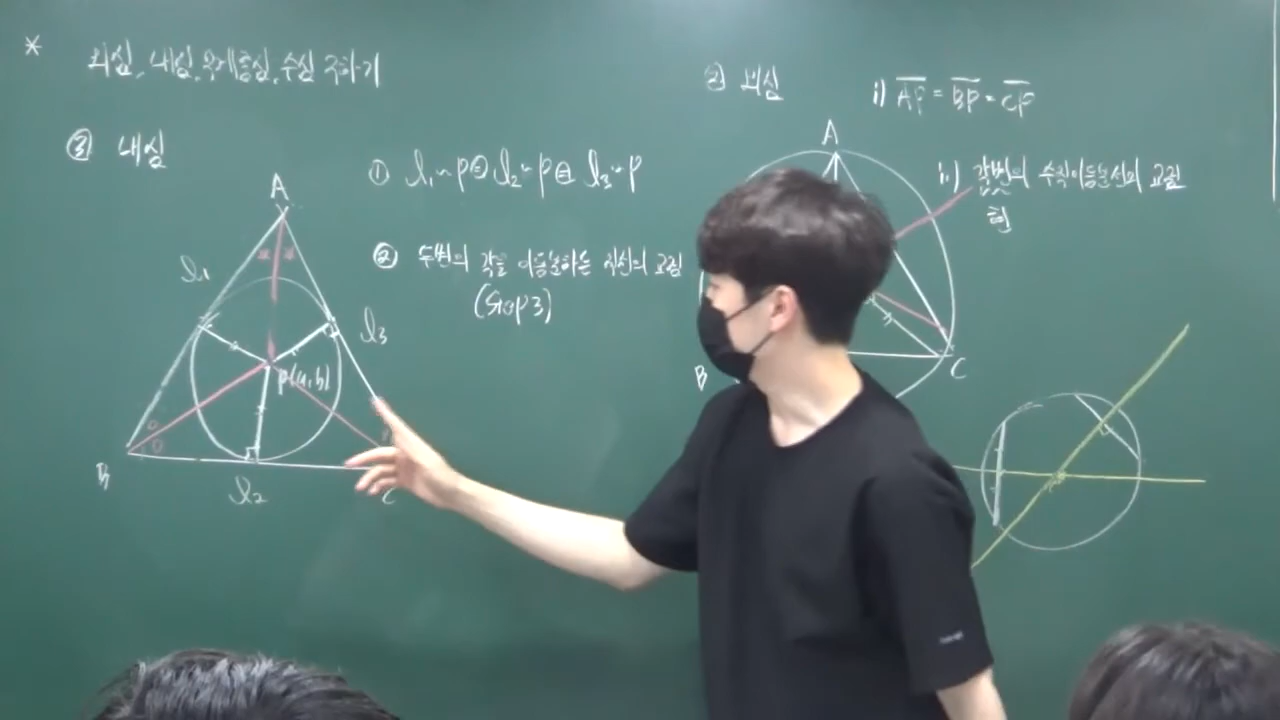 * 외심, 내심, 무게중심, 수심 구하기
③ 내심
① l₁~P = l₂~P = l₃~P
② 두변의 각을 이등분하는 직선의 교점
(Step3)
A
l₁
l₃
P(a,b)
B
l₂
C
② 외심
i) AP = BP = CP
ii) 각변의 수직이등분선의 교점
현
A
B
C